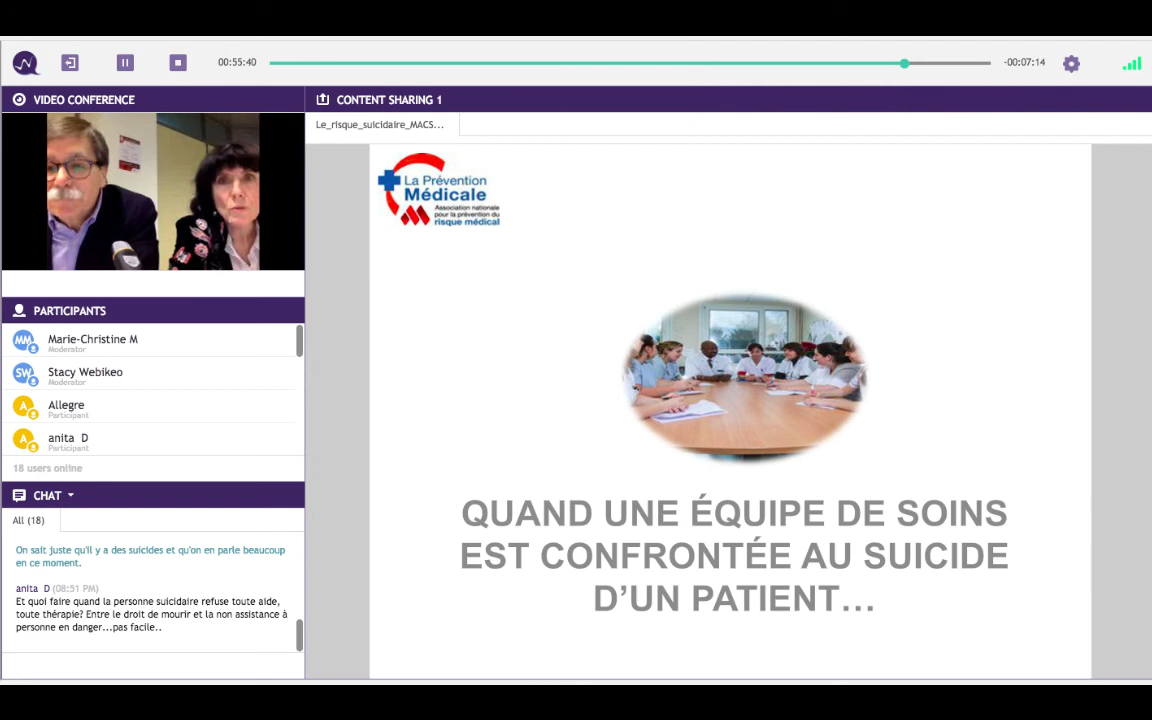 00:55:40
-00:07:14
VIDEO CONFERENCE
CONTENT SHARING 1
Le_risque_suicidaire_MACS...
La Prévention
Médicale
Association nationale
pour la prévention du
risque médical
PARTICIPANTS
MM
Marie-Christine M
Moderator
SW
Stacy Webikeo
Moderator
A
Allegre
Participant
A
anita D
Participant
18 users online
CHAT
All (18)
On sait juste qu'il y a des suicides et qu'on en parle beaucoup
en ce moment.
anita D (08:51 PM)
Et quoi faire quand la personne suicidaire refuse toute aide,
toute thérapie? Entre le droit de mourir et la non assistance à
personne en danger...pas facile..
QUAND UNE ÉQUIPE DE SOINS
EST CONFRONTÉE AU SUICIDE
D’UN PATIENT…